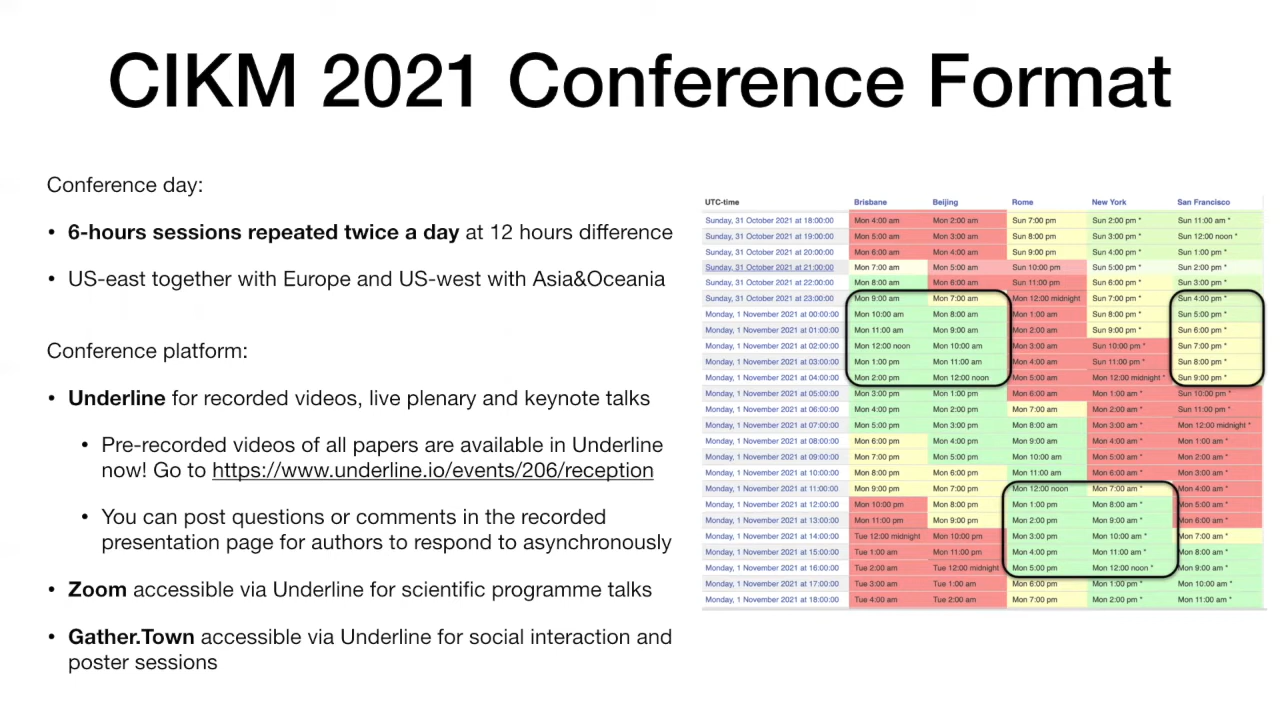 CIKM 2021 Conference Format
Conference day:
• 6-hours sessions repeated twice a day at 12 hours difference
• US-east together with Europe and US-west with Asia&Oceania
Conference platform:
• Underline for recorded videos, live plenary and keynote talks
• Pre-recorded videos of all papers are available in Underline
now! Go to https://www.underline.io/events/206/reception
• You can post questions or comments in the recorded
presentation page for authors to respond to asynchronously
• Zoom accessible via Underline for scientific programme talks
• Gather.Town accessible via Underline for social interaction and
poster sessions
UTC-time Brisbane Beijing Rome New York San Francisco
Sunday, 31 October 2021 at 18:00:00 Mon 4:00 am Mon 2:00 am Sun 7:00 pm Sun 2:00 pm * Sun 11:00 am *
Sunday, 31 October 2021 at 19:00:00 Mon 5:00 am Mon 3:00 am Sun 8:00 pm Sun 3:00 pm * Sun 12:00 noon *
Sunday, 31 October 2021 at 20:00:00 Mon 6:00 am Mon 4:00 am Sun 9:00 pm Sun 4:00 pm * Sun 1:00 pm *
Sunday, 31 October 2021 at 21:00:00 Mon 7:00 am Mon 5:00 am Sun 10:00 pm Sun 5:00 pm * Sun 2:00 pm *
Sunday, 31 October 2021 at 22:00:00 Mon 8:00 am Mon 6:00 am Sun 11:00 pm Sun 6:00 pm * Sun 3:00 pm *
Sunday, 31 October 2021 at 23:00:00 Mon 9:00 am Mon 7:00 am Mon 12:00 midnight Sun 7:00 pm * Sun 4:00 pm *
Monday, 1 November 2021 at 00:00:00 Mon 10:00 am Mon 8:00 am Mon 1:00 am Sun 8:00 pm * Sun 5:00 pm *
Monday, 1 November 2021 at 01:00:00 Mon 11:00 am Mon 9:00 am Mon 2:00 am Sun 9:00 pm * Sun 6:00 pm *
Monday, 1 November 2021 at 02:00:00 Mon 12:00 noon Mon 10:00 am Mon 3:00 am Sun 10:00 pm * Sun 7:00 pm *
Monday, 1 November 2021 at 03:00:00 Mon 1:00 pm Mon 11:00 am Mon 4:00 am Sun 11:00 pm * Sun 8:00 pm *
Monday, 1 November 2021 at 04:00:00 Mon 2:00 pm Mon 12:00 noon Mon 5:00 am Mon 12:00 midnight * Sun 9:00 pm *
Monday, 1 November 2021 at 05:00:00 Mon 3:00 pm Mon 1:00 pm Mon 6:00 am Mon 1:00 am * Sun 10:00 pm *
Monday, 1 November 2021 at 06:00:00 Mon 4:00 pm Mon 2:00 pm Mon 7:00 am Mon 2:00 am * Sun 11:00 pm *
Monday, 1 November 2021 at 07:00:00 Mon 5:00 pm Mon 3:00 pm Mon 8:00 am Mon 3:00 am * Mon 12:00 midnight *
Monday, 1 November 2021 at 08:00:00 Mon 6:00 pm Mon 4:00 pm Mon 9:00 am Mon 4:00 am * Mon 1:00 am *
Monday, 1 November 2021 at 09:00:00 Mon 7:00 pm Mon 5:00 pm Mon 10:00 am Mon 5:00 am * Mon 2:00 am *
Monday, 1 November 2021 at 10:00:00 Mon 8:00 pm Mon 6:00 pm Mon 11:00 am Mon 6:00 am * Mon 3:00 am *
Monday, 1 November 2021 at 11:00:00 Mon 9:00 pm Mon 7:00 pm Mon 12:00 noon Mon 7:00 am * Mon 4:00 am *
Monday, 1 November 2021 at 12:00:00 Mon 10:00 pm Mon 8:00 pm Mon 1:00 pm Mon 8:00 am * Mon 5:00 am *
Monday, 1 November 2021 at 13:00:00 Mon 11:00 pm Mon 9:00 pm Mon 2:00 pm Mon 9:00 am * Mon 6:00 am *
Monday, 1 November 2021 at 14:00:00 Tue 12:00 midnight Mon 10:00 pm Mon 3:00 pm Mon 10:00 am * Mon 7:00 am *
Monday, 1 November 2021 at 15:00:00 Tue 1:00 am Mon 11:00 pm Mon 4:00 pm Mon 11:00 am * Mon 8:00 am *
Monday, 1 November 2021 at 16:00:00 Tue 2:00 am Tue 12:00 midnight Mon 5:00 pm Mon 12:00 noon * Mon 9:00 am *
Monday, 1 November 2021 at 17:00:00 Tue 3:00 am Tue 1:00 am Mon 6:00 pm Mon 1:00 pm * Mon 10:00 am *
Monday, 1 November 2021 at 18:00:00 Tue 4:00 am Tue 2:00 am Mon 7:00 pm Mon 2:00 pm * Mon 11:00 am *